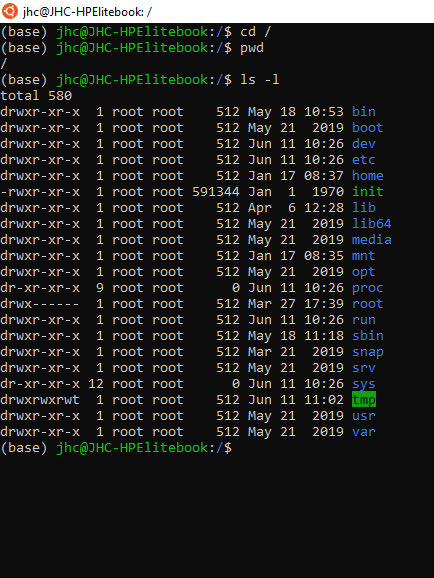 jhc@JHC-HPElitebook: /
(base) jhc@JHC-HPElitebook:/$ cd /
(base) jhc@JHC-HPElitebook:/$ pwd
/
(base) jhc@JHC-HPElitebook:/$ ls -l
total 580
drwxr-xr-x  1 root root    512 May 18 10:53 bin
drwxr-xr-x  1 root root    512 May 21  2019 boot
drwxr-xr-x  1 root root    512 Jun 11 10:26 dev
drwxr-xr-x  1 root root    512 Jun 11 10:26 etc
drwxr-xr-x  1 root root    512 Jan 17 08:37 home
-rwxr-xr-x  1 root root 591344 Jan  1  1970 init
drwxr-xr-x  1 root root    512 Apr  6 12:28 lib
drwxr-xr-x  1 root root    512 May 21  2019 lib64
drwxr-xr-x  1 root root    512 May 21  2019 media
drwxr-xr-x  1 root root    512 Jan 17 08:35 mnt
drwxr-xr-x  1 root root    512 May 21  2019 opt
dr-xr-xr-x  9 root root      0 Jun 11 10:26 proc
drwx------  1 root root    512 Mar 27 17:39 root
drwxr-xr-x  1 root root    512 Jun 11 10:26 run
drwxr-xr-x  1 root root    512 May 18 11:18 sbin
drwxr-xr-x  1 root root    512 Mar 21  2019 snap
drwxr-xr-x  1 root root    512 May 21  2019 srv
dr-xr-xr-x 12 root root      0 Jun 11 10:26 sys
drwxrwxrwt  1 root root    512 Jun 11 11:02 tmp
drwxr-xr-x  1 root root    512 May 21  2019 usr
drwxr-xr-x  1 root root    512 May 21  2019 var
(base) jhc@JHC-HPElitebook:/$